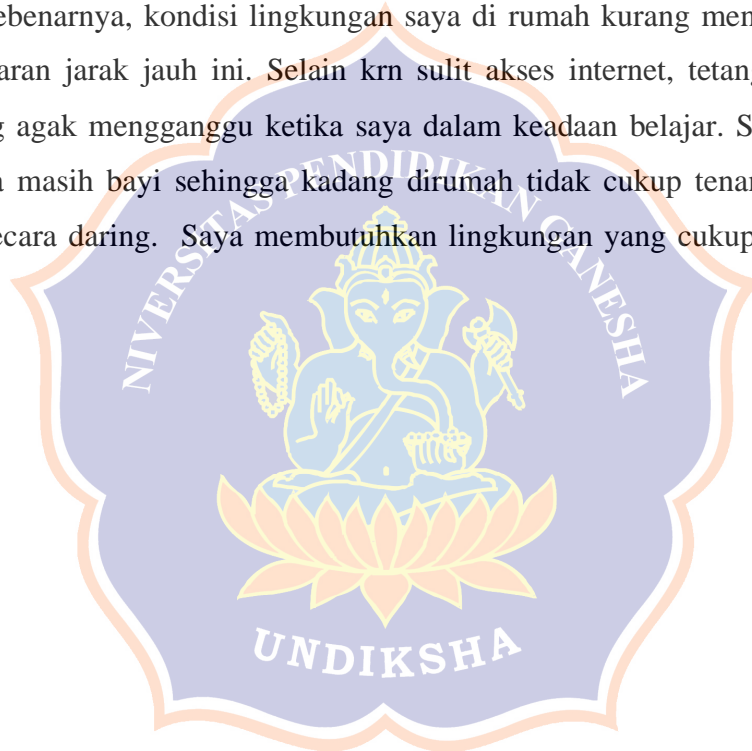 ebenarnya, kondisi lingkungan saya di rumah kurang men
aran jarak jauh ini. Selain krn sulit akses internet, tetang
g agak mengganggu ketika saya dalam keadaan belajar. S
a masih bayi sehingga kadang dirumah tidak cukup tenan
ecara daring. Saya membutuhkan lingkungan yang cukup
NIVERSITAS PENDIDIKAN GANESHA
UNDIKSHA